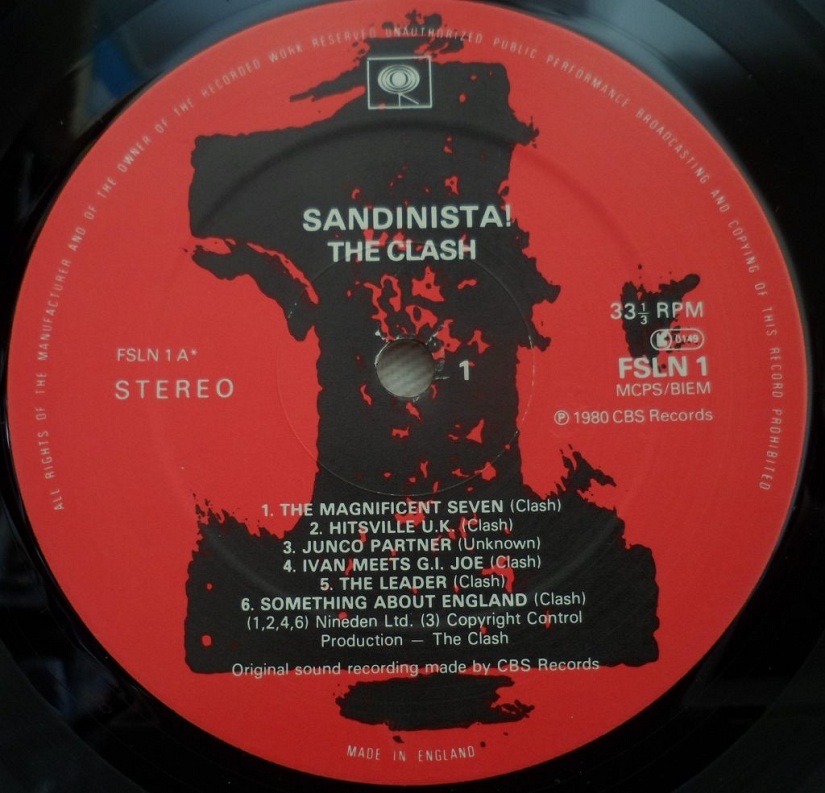 ALL RIGHTS OF THE MANUFACTURER AND OF THE OWNER OF THE RECORDED WORK RESERVED UNAUTHORIZED PUBLIC PERFORMANCE BROADCASTING AND COPYING OF THIS RECORD PROHIBITED
SANDINISTA!
THE CLASH
33⅓ RPM
0149
FSLN 1 A*
FSLN 1
STEREO
1
MCPS/BIEM
℗ 1980 CBS Records
1. THE MAGNIFICENT SEVEN (Clash)
2. HITSVILLE U.K. (Clash)
3. JUNCO PARTNER (Unknown)
4. IVAN MEETS G.I. JOE (Clash)
5. THE LEADER (Clash)
6. SOMETHING ABOUT ENGLAND (Clash)
(1,2,4,6) Nineden Ltd. (3) Copyright Control
Production — The Clash
Original sound recording made by CBS Records
MADE IN ENGLAND